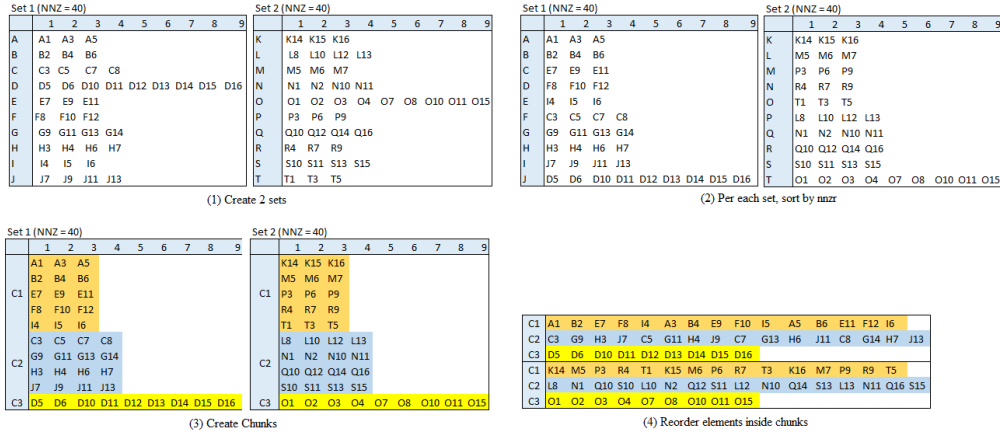 Set 1 (NNZ = 40)
1 2 3 4 5 6 7 8 9
A A1 A3 A5
B B2 B4 B6
C C3 C5 C7 C8
D D5 D6 D10 D11 D12 D13 D14 D15 D16
E E7 E9 E11
F F8 F10 F12
G G9 G11 G13 G14
H H3 H4 H6 H7
I I4 I5 I6
J J7 J9 J11 J13
Set 2 (NNZ = 40)
1 2 3 4 5 6 7 8 9
K K14 K15 K16
L L8 L10 L12 L13
M M5 M6 M7
N N1 N2 N10 N11
O O1 O2 O3 O4 O7 O8 O10 O11 O15
P P3 P6 P9
Q Q10 Q12 Q14 Q16
R R4 R7 R9
S S10 S11 S13 S15
T T1 T3 T5
(1) Create 2 sets
Set 1 (NNZ = 40)
1 2 3 4 5 6 7 8 9
A A1 A3 A5
B B2 B4 B6
C E7 E9 E11
D F8 F10 F12
E I4 I5 I6
F C3 C5 C7 C8
G G9 G11 G13 G14
H H3 H4 H6 H7
I J7 J9 J11 J13
J D5 D6 D10 D11 D12 D13 D14 D15 D16
Set 2 (NNZ = 40)
1 2 3 4 5 6 7 8 9
K K14 K15 K16
L M5 M6 M7
M P3 P6 P9
N R4 R7 R9
O T1 T3 T5
P L8 L10 L12 L13
Q N1 N2 N10 N11
R Q10 Q12 Q14 Q16
S S10 S11 S13 S15
T O1 O2 O3 O4 O7 O8 O10 O11 O15
(2) Per each set, sort by nnzr
Set 1 (NNZ = 40)
1 2 3 4 5 6 7 8 9
A1 A3 A5
B2 B4 B6
C1 E7 E9 E11
F8 F10 F12
I4 I5 I6
C3 C5 C7 C8
G9 G11 G13 G14
C2
H3 H4 H6 H7
J7 J9 J11 J13
C3 D5 D6 D10 D11 D12 D13 D14 D15 D16
Set 2 (NNZ = 40)
1 2 3 4 5 6 7 8 9
K14 K15 K16
M5 M6 M7
C1 P3 P6 P9
R4 R7 R9
T1 T3 T5
L8 L10 L12 L13
N1 N2 N10 N11
C2
Q10 Q12 Q14 Q16
S10 S11 S13 S15
C3 O1 O2 O3 O4 O7 O8 O10 O11 O15
(3) Create Chunks
C1 A1 B2 E7 F8 I4 A3 B4 E9 F10 I5 A5 B6 E11 F12 I6
C2 C3 G9 H3 J7 C5 G11 H4 J9 C7 G13 H6 J11 C8 G14 H7 J13
C3 D5 D6 D10 D11 D12 D13 D14 D15 D16
C1 K14 M5 P3 R4 T1 K15 M6 P6 R7 T3 K16 M7 P9 R9 T5
C2 L8 N1 Q10 S10 L10 N2 Q12 S11 L12 N10 Q14 S13 L13 N11 Q16 S15
C3 O1 O2 O3 O4 O7 O8 O10 O11 O15
(4) Reorder elements inside chunks